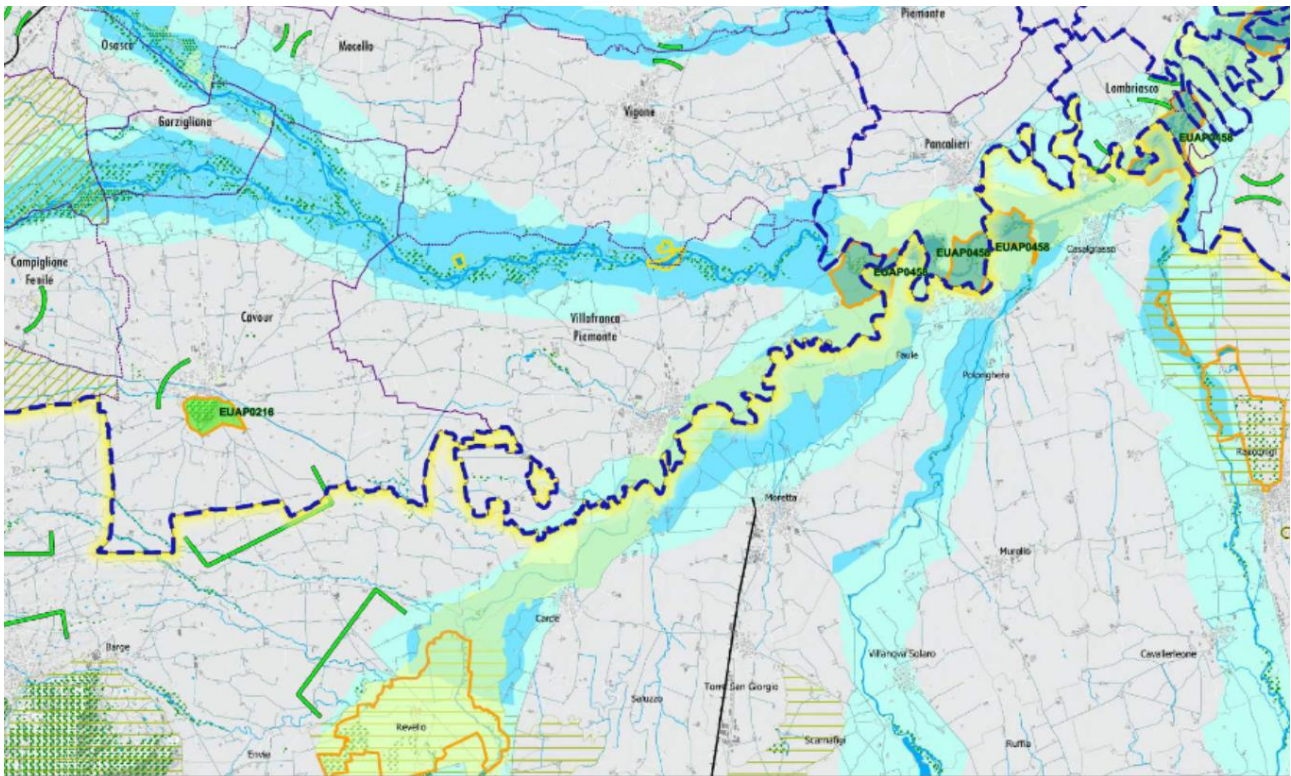 Piemonte
Osasco
Macello
Lombriasco
Vigone
Garzigliana
EUAP0458
Pancalieri
Casalgrasso
EUAP0458
EUAP0458
Campiglione
Fenile
EUAP0458
Cavour
Villafranca
Piemonte
Faule
Polonghera
EUAP0216
Racconigi
Moretta
Murello
Carde
Barge
Villanova Solaro
Cavallerleone
Torre San Giorgio
Saluzzo
Revello
Scarnafigi
Ruffia
Envie